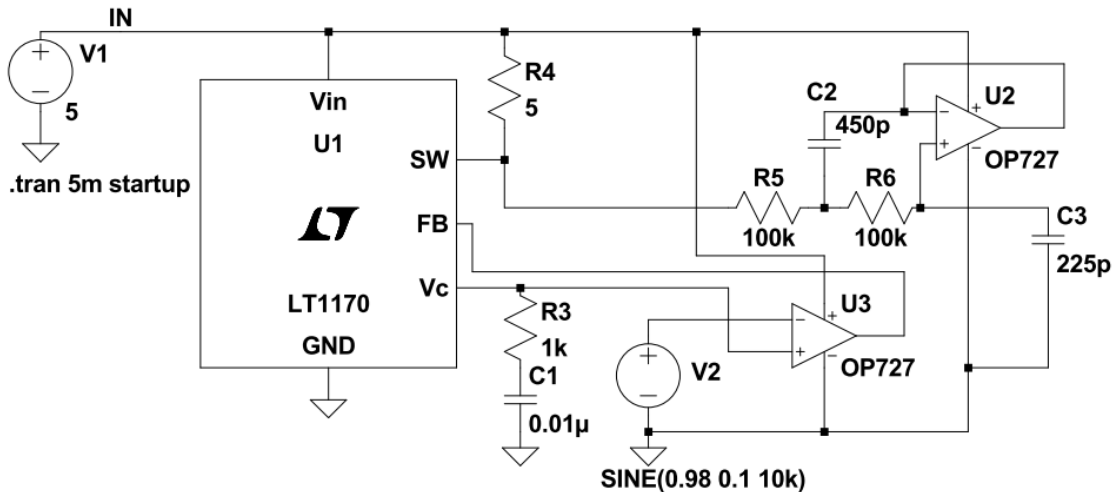 IN
V1
5
.tran 5m startup
Vin
U1
SW
FB
Vc
LT1170
GND
R4
5
R3
1k
C1
0.01µ
R5
100k
C2
450p
R6
100k
U2
OP727
C3
225p
U3
OP727
V2
SINE(0.98 0.1 10k)